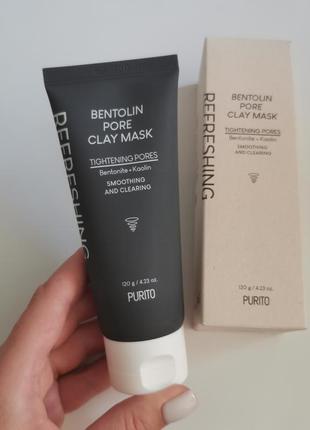 REFRESHING
BENTOLIN
PORE
CLAY MASK
TIGHTENING PORES
Bentonite + Kaolin
SMOOTHING
AND CLEARING
120 g / 4.23 oz.
PURITO
REFRESHING
BENTOLIN
PORE
CLAY MASK
TIGHTENING PORES
Bentonite + Kaolin
SMOOTHING
AND CLEARING
120 g / 4.23 oz.
PURITO